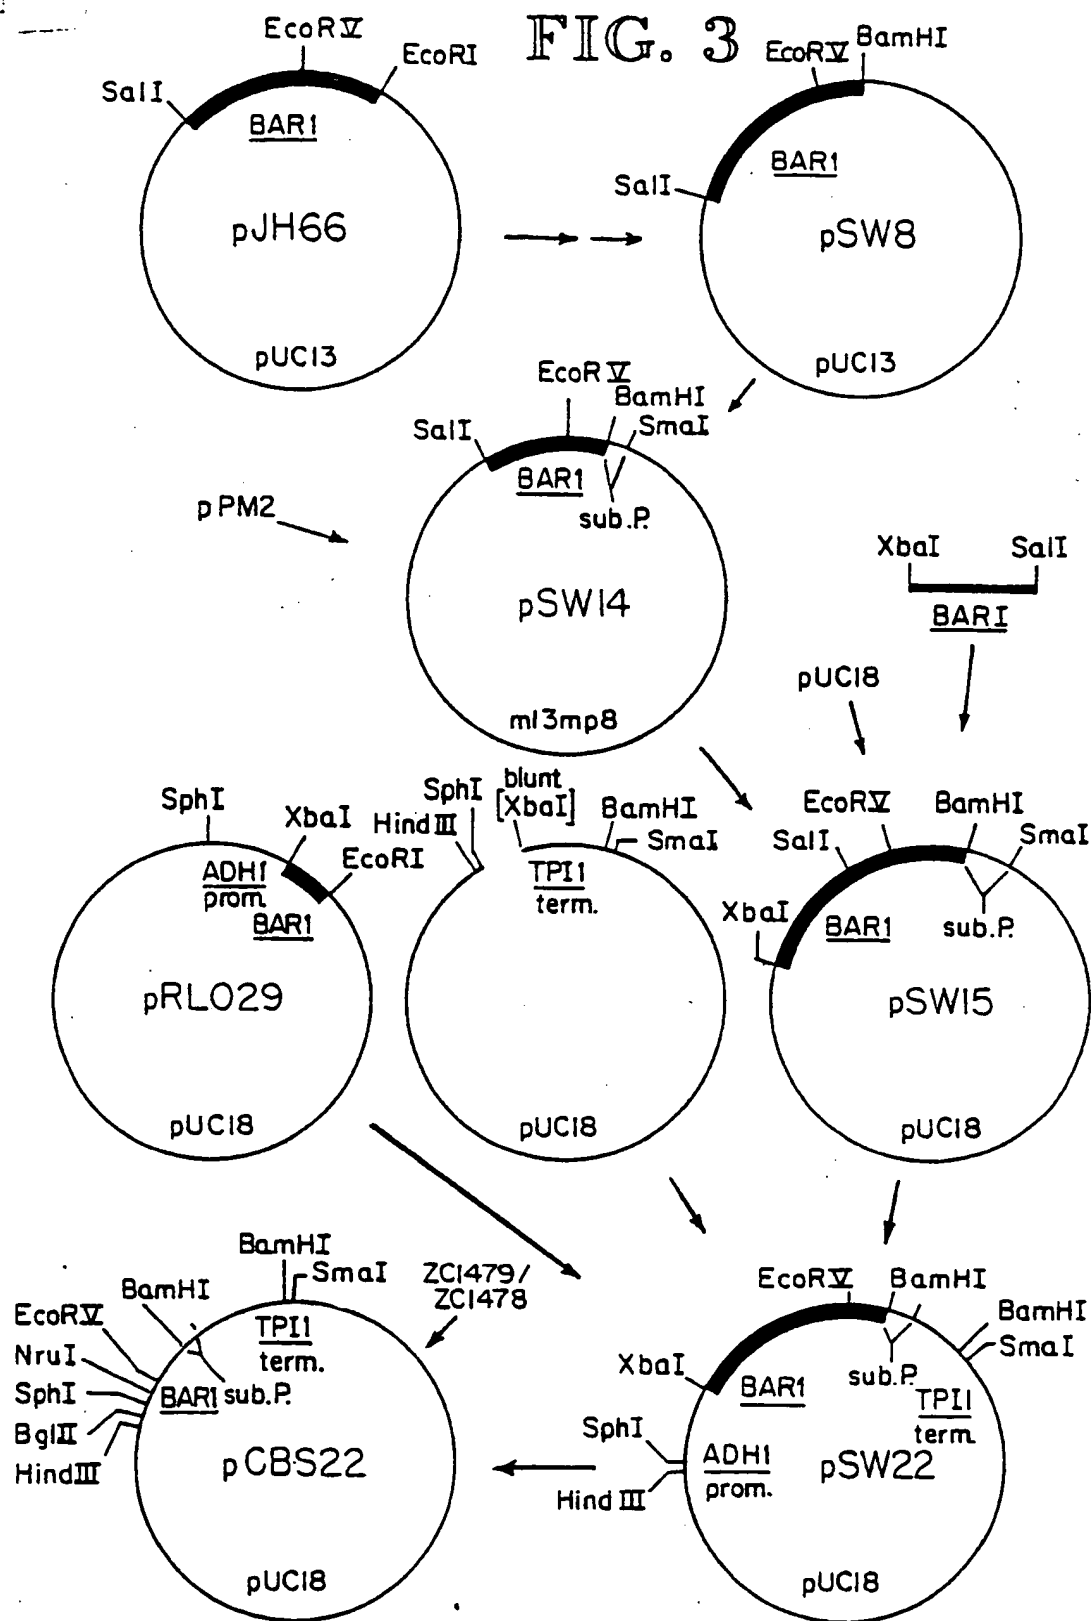 FIG. 3
EcoRV
EcoRI
SalI
BAR1
pJH66
pUC13
EcoRV
BamHI
BAR1
SalI
pSW8
pUC13
EcoRV
BamHI
SmaI
SalI
BAR1
sub.P.
pPM2
pSW14
m13mp8
XbaI
SalI
BARI
pUC18
SphI
XbaI
EcoRI
ADH1
prom.
BAR1
pRLO29
pUC18
SphI
HindIII
blunt
[XbaI]
BamHI
SmaI
TPI1
term.
pUC18
EcoRV
BamHI
SalI
SmaI
XbaI
BAR1
sub.P.
pSW15
pUC18
BamHI
SmaI
ZC1479/
ZC1478
BamHI
EcoRV
NruI
SphI
BglII
HindIII
TPI1
term.
BAR1 sub.P.
pCBS22
pUC18
EcoRV
BamHI
BamHI
SmaI
XbaI
BAR1
sub.P.
TPI1
term.
SphI
HindIII
ADH1
prom.
pSW22
pUC18